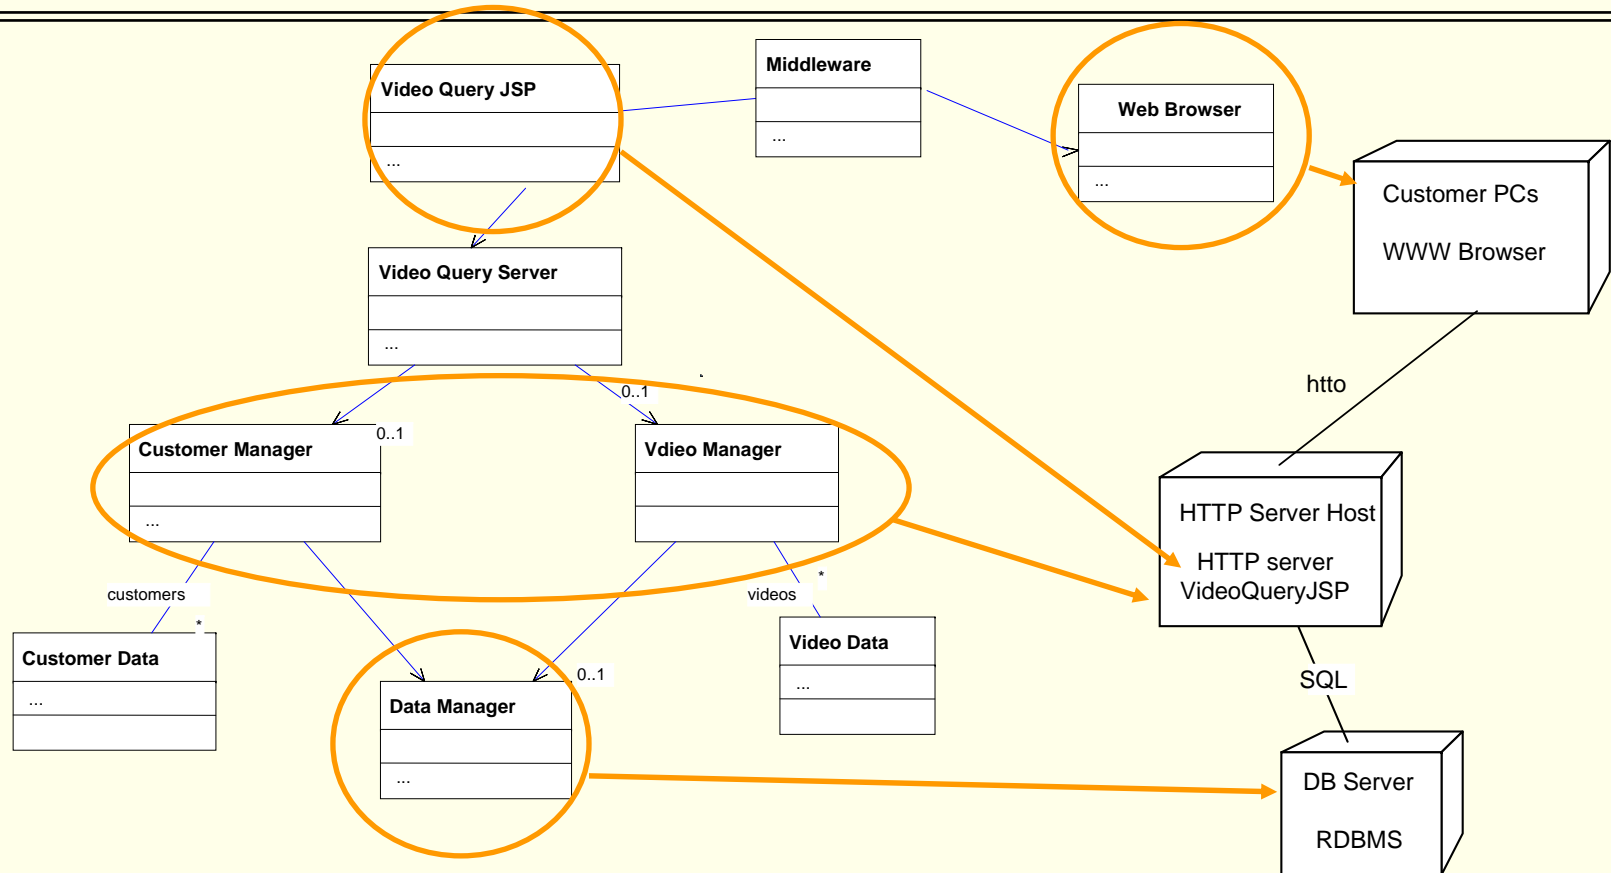 Video Query JSP
...
Middleware
...
Web Browser
...
Customer PCs
WWW Browser
Video Query Server
...
htto
0..1
0..1
*
Customer Manager
...
Vdieo Manager
HTTP Server Host
HTTP server
VideoQueryJSP
customers
*
videos
*
Customer Data
...
Video Data
...
0..1
Data Manager
...
SQL
DB Server
RDBMS